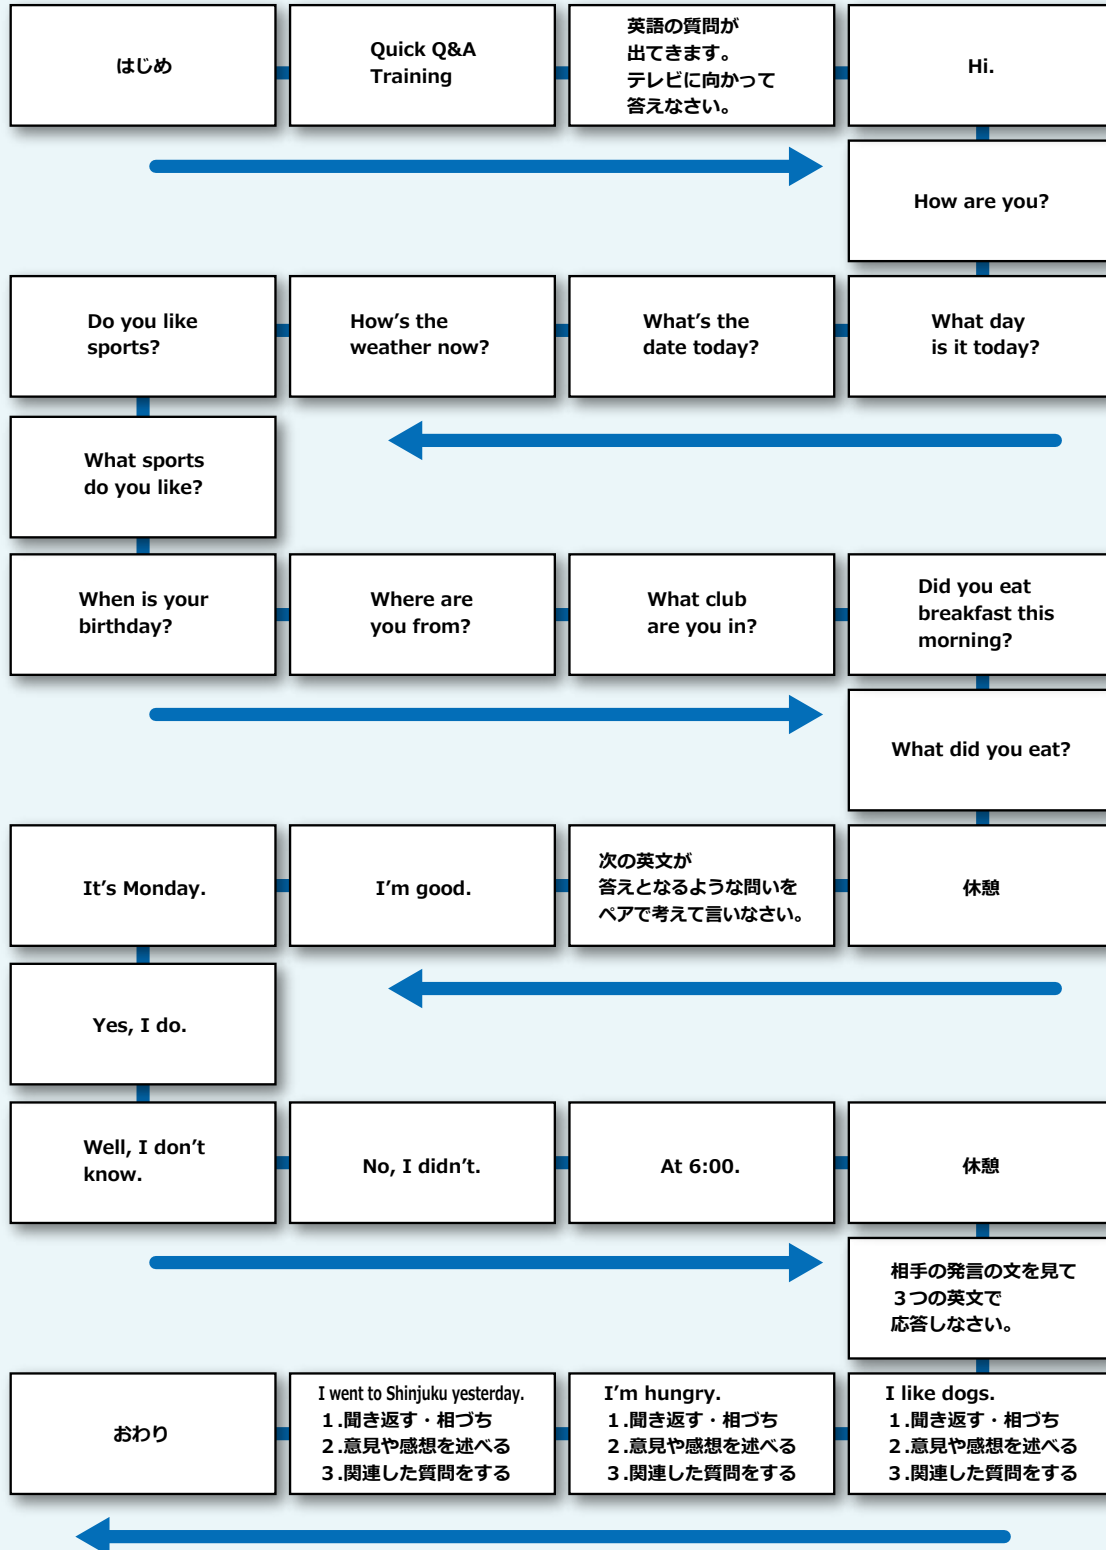 はじめ
Quick Q&A
Training
英語の質問が
出てきます。
テレビに向かって
答えなさい。
Hi.
How are you?
What day
is it today?
What's the
date today?
How's the
weather now?
Do you like
sports?
What sports
do you like?
When is your
birthday?
Where are
you from?
What club
are you in?
Did you eat
breakfast this
morning?
What did you eat?
休憩
次の英文が
答えとなるような問いを
ペアで考えて言いなさい。
I'm good.
It's Monday.
Yes, I do.
Well, I don't
know.
No, I didn't.
At 6:00.
休憩
相手の発言の文を見て
３つの英文で
応答しなさい。
I like dogs.
１.聞き返す・相づち
２.意見や感想を述べる
３.関連した質問をする
I'm hungry.
１.聞き返す・相づち
２.意見や感想を述べる
３.関連した質問をする
I went to Shinjuku yesterday.
１.聞き返す・相づち
２.意見や感想を述べる
３.関連した質問をする
おわり